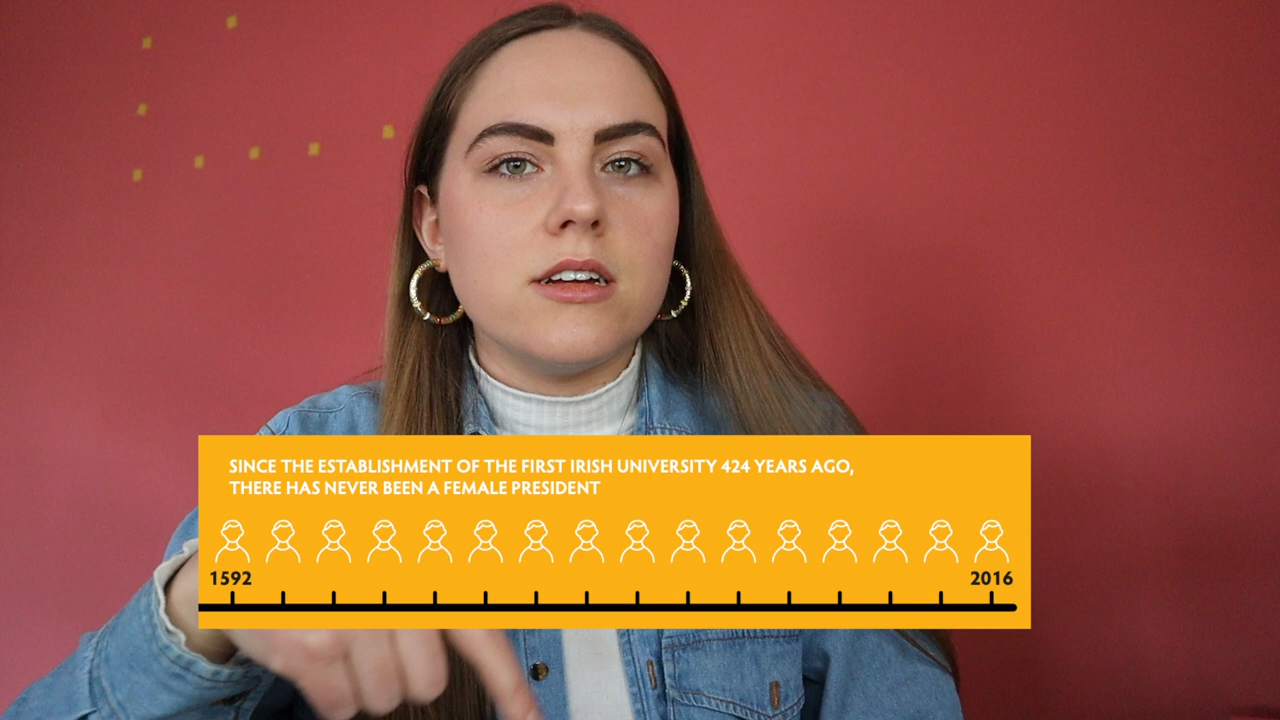 SINCE THE ESTABLISHMENT OF THE FIRST IRISH UNIVERSITY 424 YEARS AGO,
THERE HAS NEVER BEEN A FEMALE PRESIDENT
1592 2016